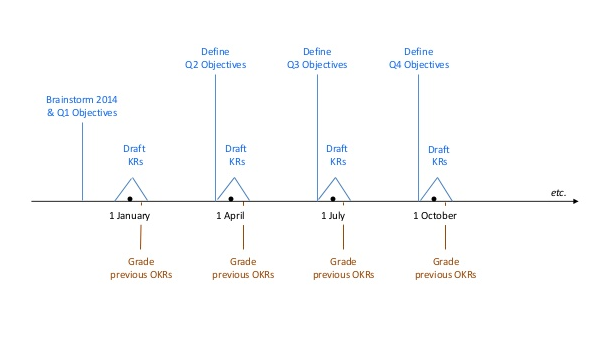 Define
Q2 Objectives
Define
Q3 Objectives
Define
Q4 Objectives
Brainstorm 2014
& Q1 Objectives
Draft
KRs
Draft
KRs
Draft
KRs
Draft
KRs
etc.
1 January
1 April
1 July
1 October
Grade
previous OKRs
Grade
previous OKRs
Grade
previous OKRs
Grade
previous OKRs